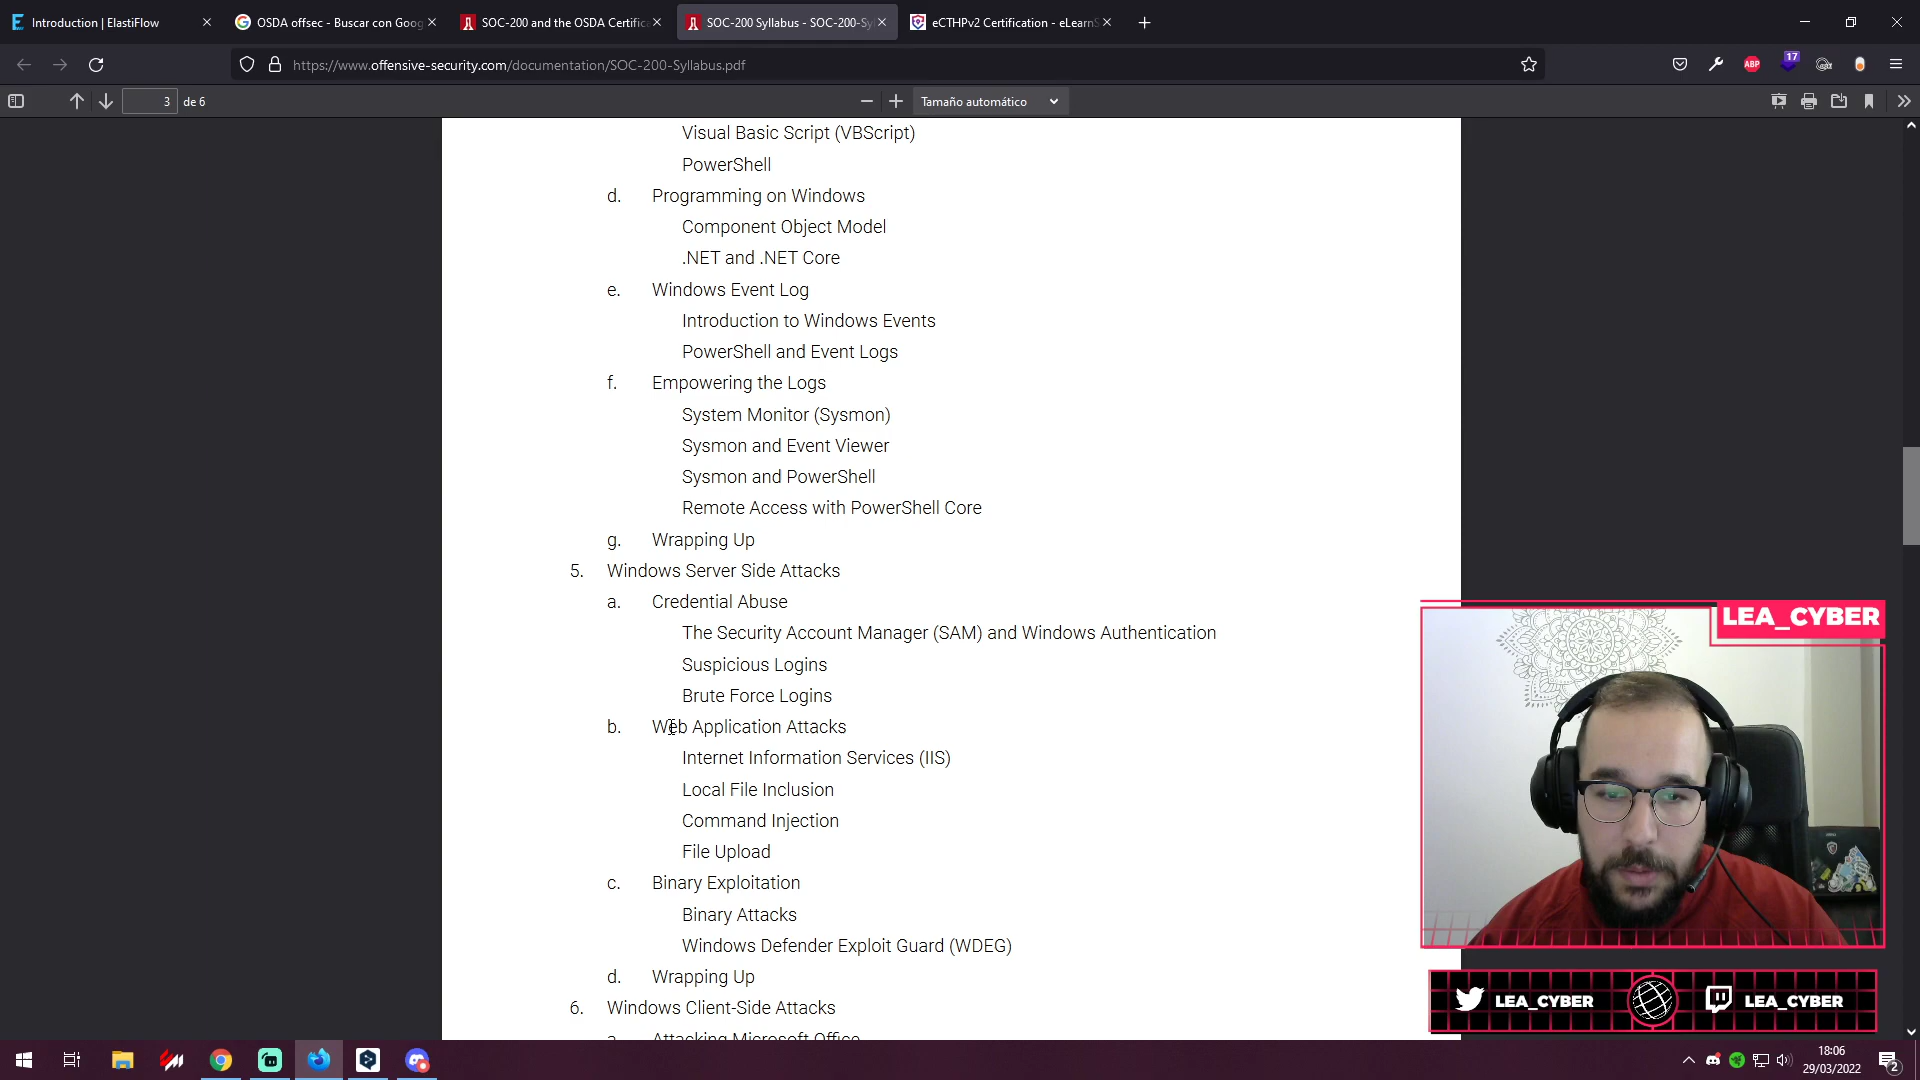 Introduction | ElastiFlow
OSDA offsec - Buscar con Goog
SOC-200 and the OSDA Certific
SOC-200 Syllabus - SOC-200-Sy
eCTHPv2 Certification - eLearnS
https://www.offensive-security.com/documentation/SOC-200-Syllabus.pdf
ABP
17
3 de 6
Tamaño automático
Visual Basic Script (VBScript)
PowerShell
d. Programming on Windows
Component Object Model
.NET and .NET Core
e. Windows Event Log
Introduction to Windows Events
PowerShell and Event Logs
f. Empowering the Logs
System Monitor (Sysmon)
Sysmon and Event Viewer
Sysmon and PowerShell
Remote Access with PowerShell Core
g. Wrapping Up
5. Windows Server Side Attacks
a. Credential Abuse
The Security Account Manager (SAM) and Windows Authentication
Suspicious Logins
Brute Force Logins
b. Web Application Attacks
Internet Information Services (IIS)
Local File Inclusion
Command Injection
File Upload
c. Binary Exploitation
Binary Attacks
Windows Defender Exploit Guard (WDEG)
d. Wrapping Up
6. Windows Client-Side Attacks
a. Attacking Microsoft Office
LEA_CYBER
LEA_CYBER
LEA_CYBER
18:06
29/03/2022
2